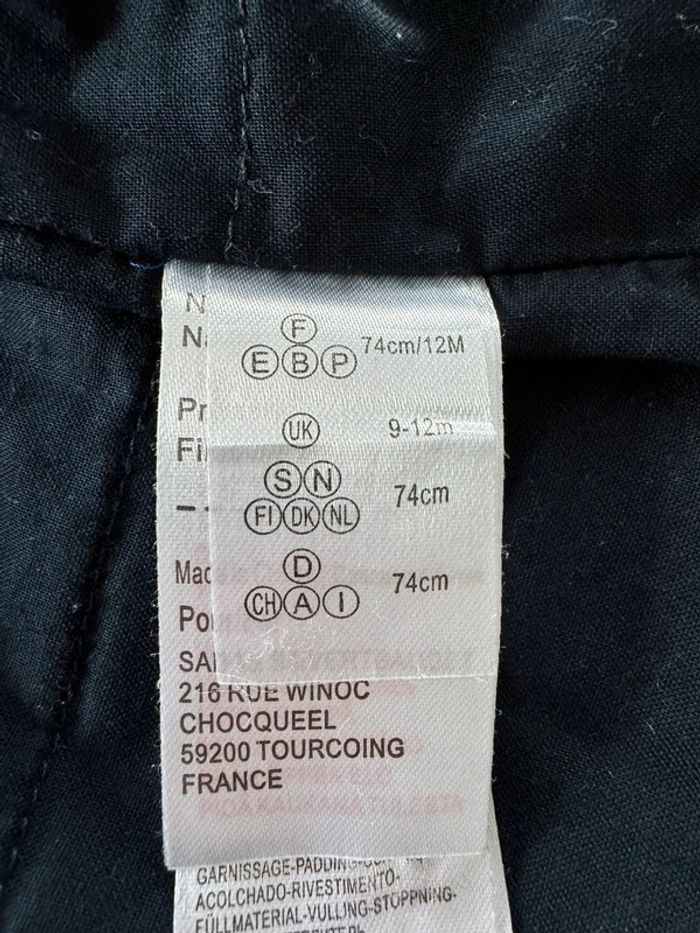 F
E B P 74cm/12M
UK 9-12m
S N
FI DK NL 74cm
D
CH A I 74cm
216 RUE WINOC
CHOCQUEEL
59200 TOURCOING
FRANCE
GARNISSAGE-PADDING-
ACOLCHADO-RIVESTIMENTO-
FÜLLMATERIAL-VULLING-STOPPNING-